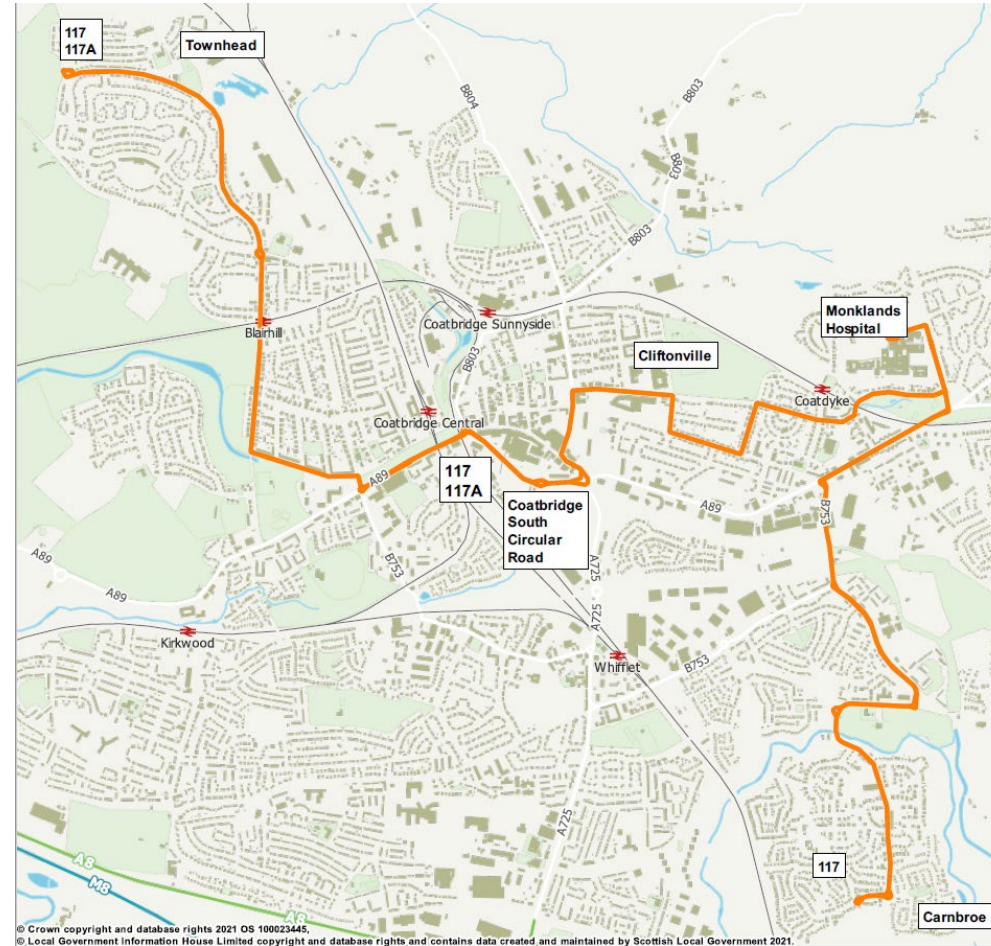 117
117A
Townhead
B804
B803
B803
B803
Monklands
Hospital
Coatbridge Sunnyside
Blairhill
B803
Cliftonville
Coatdyke
Coatbridge Central
A89
117
117A
Coatbridge
South
Circular
Road
A89
B753
B753
A725
A89
A89
A725
Kirkwood
Whifflet
B753
A725
117
A8
M8
A8
Carnbroe
© Crown copyright and database rights 2021 OS 100023445,
© Local Government Information House Limited copyright and database rights and contains data created and maintained by Scottish Local Government 2021.